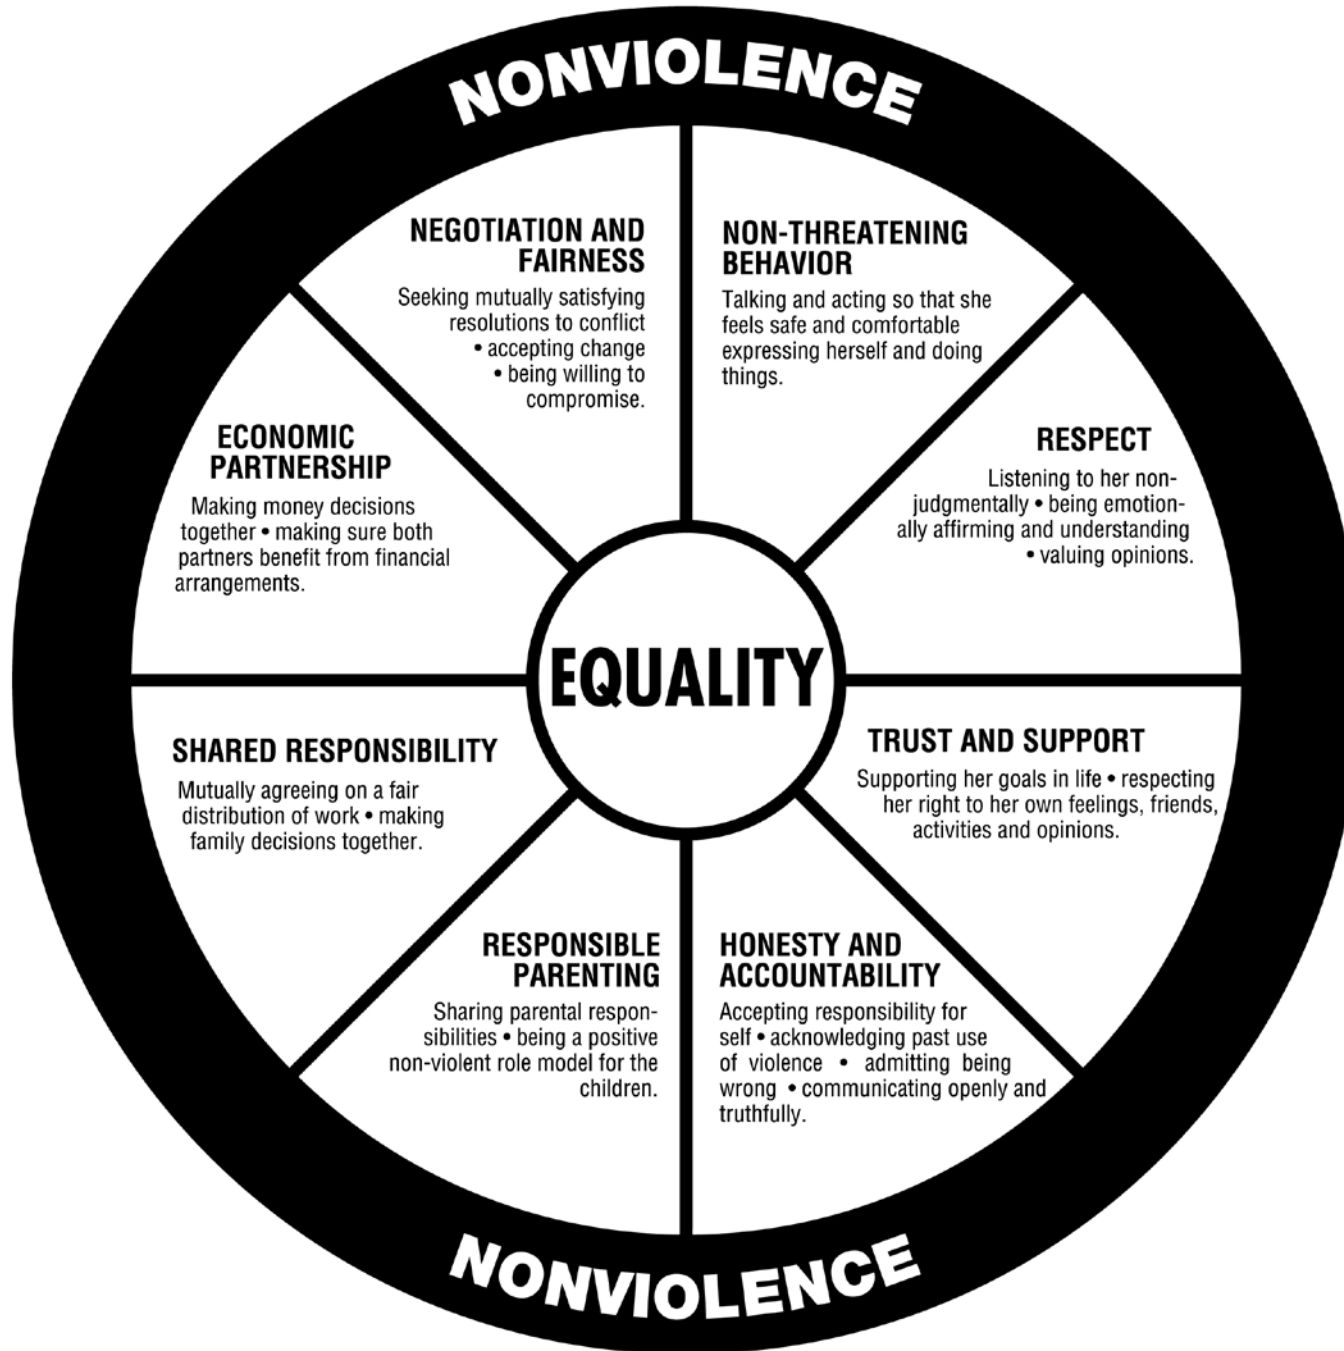 NONVIOLENCE
NEGOTIATION AND
FAIRNESS
Seeking mutually satisfying
resolutions to conflict
• accepting change
• being willing to
compromise.
NON-THREATENING
BEHAVIOR
Talking and acting so that she
feels safe and comfortable
expressing herself and doing
things.
ECONOMIC
PARTNERSHIP
Making money decisions
together • making sure both
partners benefit from financial
arrangements.
RESPECT
Listening to her non-
judgmentally • being emotion-
ally affirming and understanding
• valuing opinions.
EQUALITY
SHARED RESPONSIBILITY
Mutually agreeing on a fair
distribution of work • making
family decisions together.
TRUST AND SUPPORT
Supporting her goals in life • respecting
her right to her own feelings, friends,
activities and opinions.
RESPONSIBLE
PARENTING
Sharing parental respon-
sibilities • being a positive
non-violent role model for the
children.
HONESTY AND
ACCOUNTABILITY
Accepting responsibility for
self • acknowledging past use
of violence • admitting being
wrong • communicating openly and
truthfully.
NONVIOLENCE